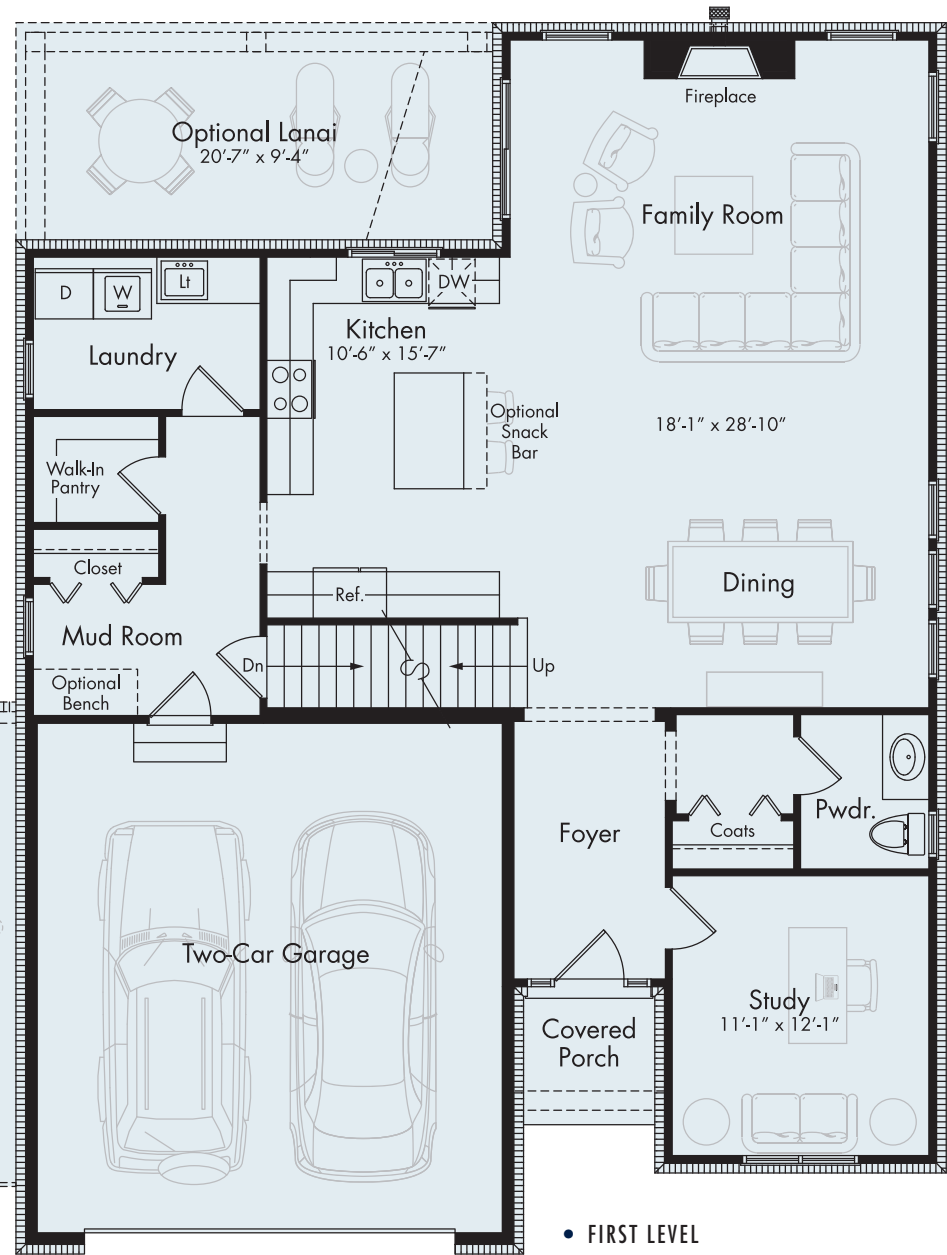 Fireplace
Optional Lanai
20'-7" x 9'-4"
Family Room
D
W
Lt
DW
Kitchen
10'-6" x 15'-7"
Laundry
Optional
Snack
Bar
18'-1" x 28'-10"
Walk-In
Pantry
Closet
Ref.
Dining
Mud Room
Dn
Up
Optional
Bench
Foyer
Coats
Pwdr.
Two-Car Garage
Study
11'-1" x 12'-1"
Covered
Porch
• FIRST LEVEL